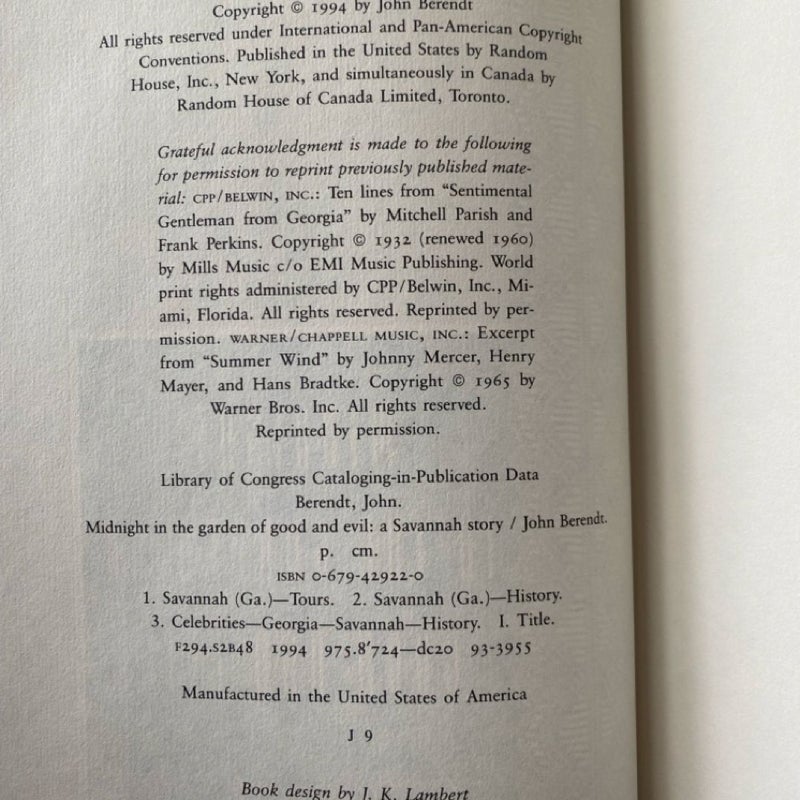 Copyright © 1994 by John Berendt
All rights reserved under International and Pan-American Copyright
Conventions. Published in the United States by Random
House, Inc., New York, and simultaneously in Canada by
Random House of Canada Limited, Toronto.
Grateful acknowledgment is made to the following
for permission to reprint previously published mate-
rial: CPP/BELWIN, INC.: Ten lines from “Sentimental
Gentleman from Georgia” by Mitchell Parish and
Frank Perkins. Copyright © 1932 (renewed 1960)
by Mills Music c/o EMI Music Publishing. World
print rights administered by CPP/Belwin, Inc., Mi-
ami, Florida. All rights reserved. Reprinted by per-
mission. WARNER/CHAPPELL MUSIC, INC.: Excerpt
from “Summer Wind” by Johnny Mercer, Henry
Mayer, and Hans Bradtke. Copyright © 1965 by
Warner Bros. Inc. All rights reserved.
Reprinted by permission.
Library of Congress Cataloging-in-Publication Data
Berendt, John.
Midnight in the garden of good and evil: a Savannah story / John Berendt.
p. cm.
ISBN 0-679-42922-0
1. Savannah (Ga.)—Tours. 2. Savannah (Ga.)—History.
3. Celebrities—Georgia—Savannah—History. I. Title.
F294.S2B48 1994 975.8′724—dc20 93-3955
Manufactured in the United States of America
J 9
Book design by J. K. Lambert